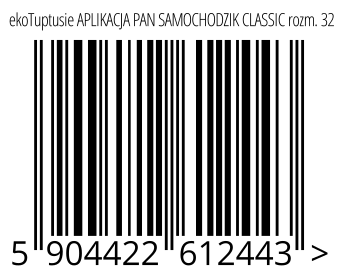 ekoTuptusie APLIKACJA PAN SAMOCHODZIK CLASSIC rozm. 32
5 904422 612443 >